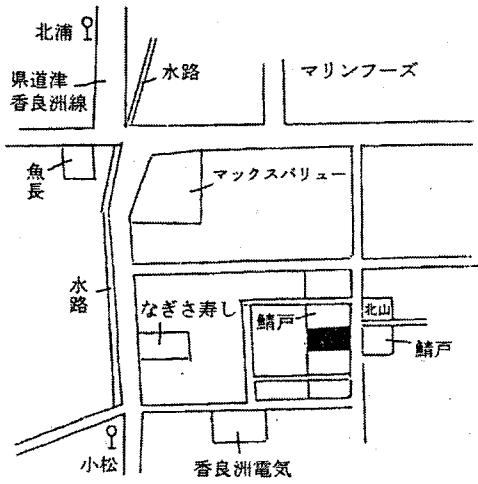 北浦
県道津
香良洲線
水路
マリンフーズ
魚長
マックスバリュー
水路
なぎさ寿し
鯖戸
北山
鯖戸
小松
香良洲電気